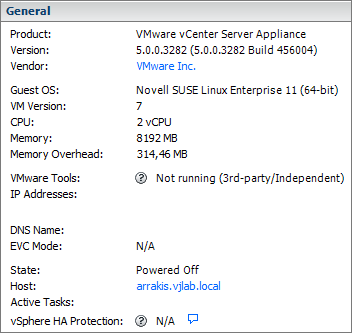 General
Product: VMware vCenter Server Appliance
Version: 5.0.0.3282 (5.0.0.3282 Build 456004)
Vendor: VMware Inc.
Guest OS: Novell SUSE Linux Enterprise 11 (64-bit)
VM Version: 7
CPU: 2 vCPU
Memory: 8192 MB
Memory Overhead: 314,46 MB
VMware Tools: Not running (3rd-party/Independent)
IP Addresses:
DNS Name:
EVC Mode: N/A
State: Powered Off
Host: arrakis.vjlab.local
Active Tasks:
vSphere HA Protection: N/A